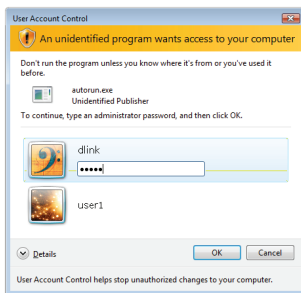 User Account Control
An unidentified program wants access to your computer
Don't run the program unless you know where it's from or you've used it
before.
autorun.exe
Unidentified Publisher
To continue, type an administrator password, and then click OK.
dlink
•••••
user1
Details
OK Cancel
User Account Control helps stop unauthorized changes to your computer.